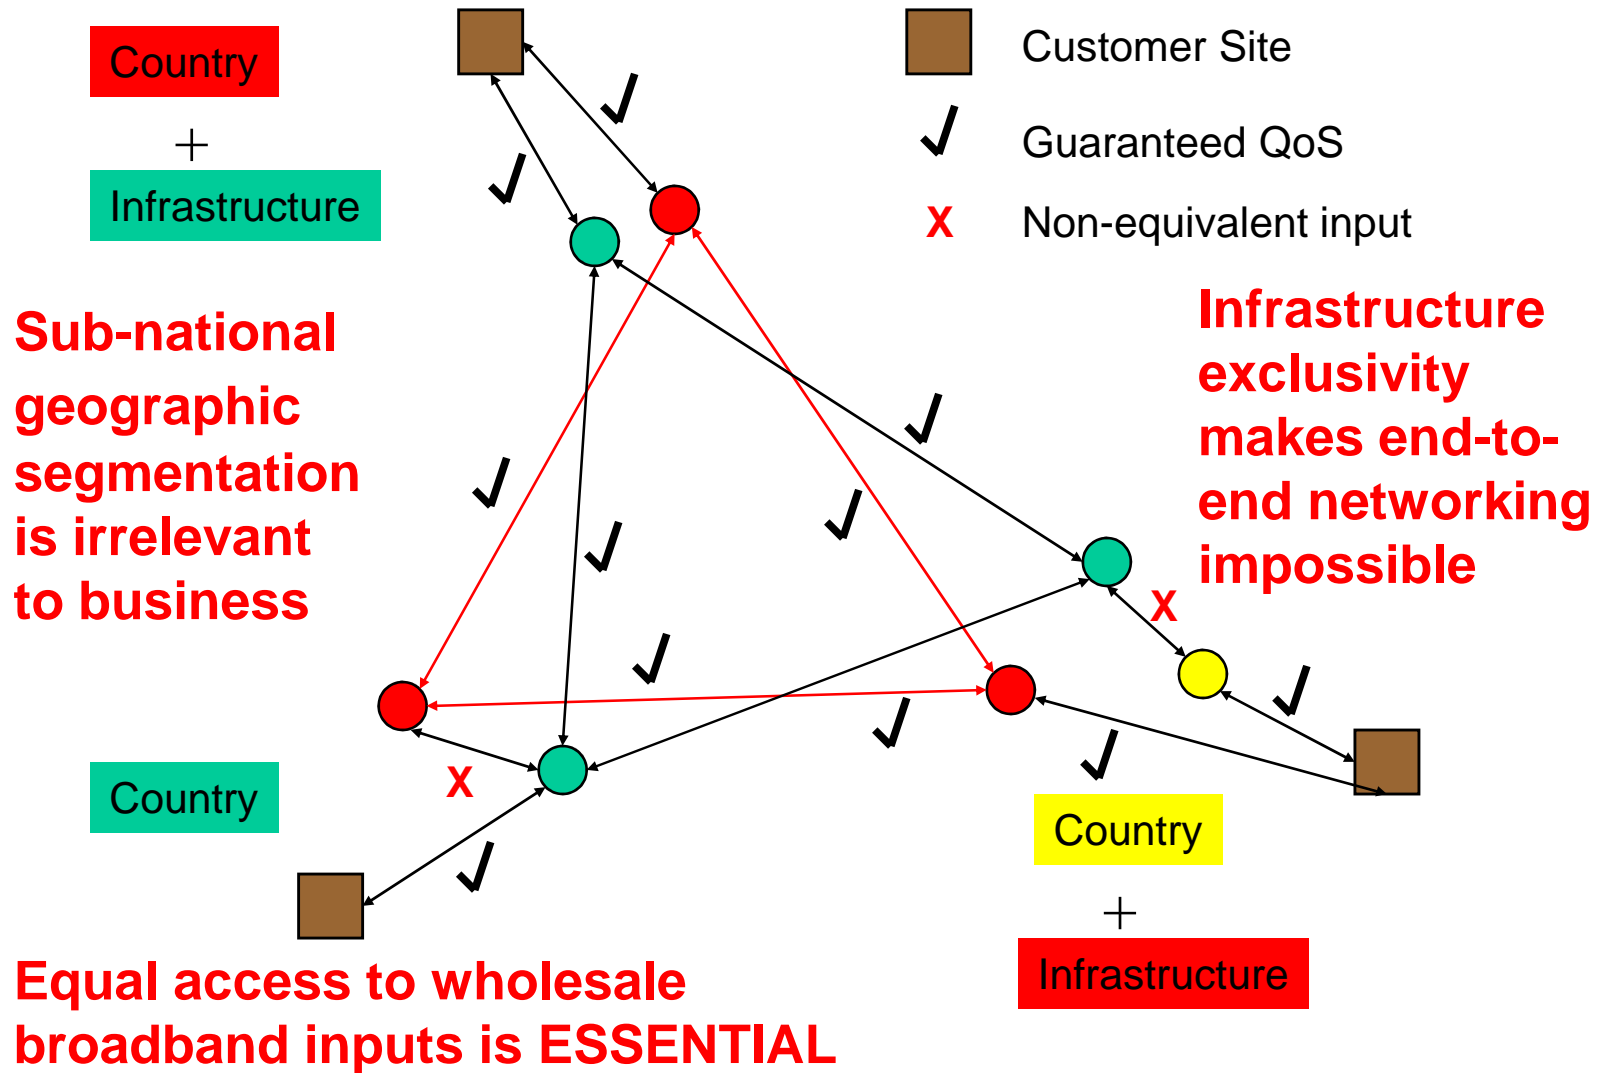 Country
+
Infrastructure
Customer Site
Guaranteed QoS
X Non-equivalent input
Sub-national
geographic
segmentation
is irrelevant
to business
Infrastructure
exclusivity
makes end-to-
end networking
impossible
X
X
Country
Country
+
Infrastructure
Equal access to wholesale
broadband inputs is ESSENTIAL